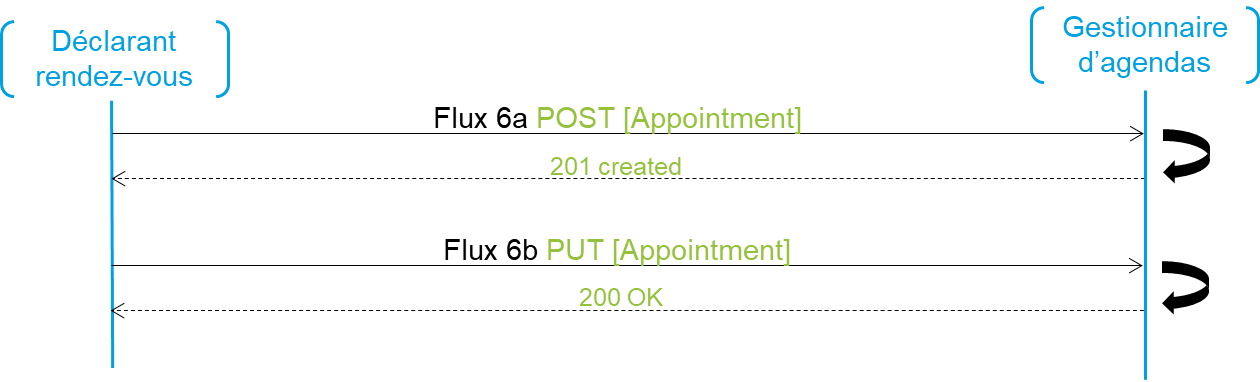 Déclarant
rendez-vous
Gestionnaire
d’agendas
Flux 6a POST [Appointment]
201 created
Flux 6b PUT [Appointment]
200 OK